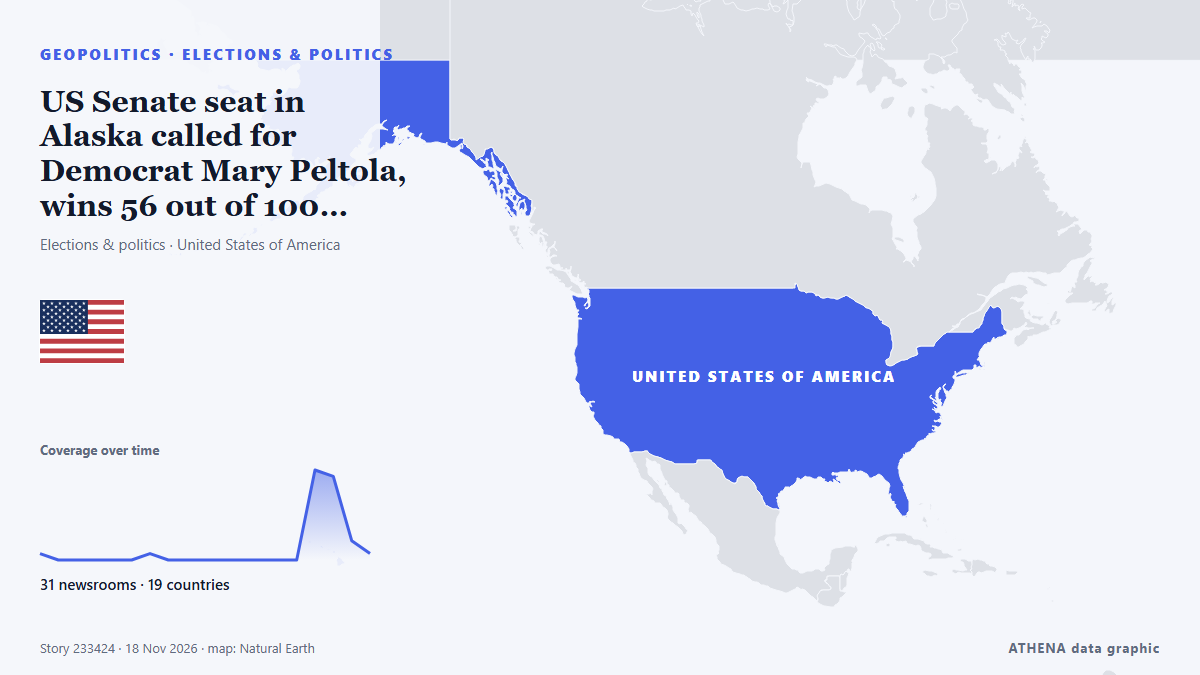 GEOPOLITICS · ELECTIONS & POLITICS
US Senate seat in
Alaska called for
Democrat Mary Peltola,
wins 56 out of 100…
Elections & politics · United States of America
UNITED STATES OF AMERICA
Coverage over time
31 newsrooms · 19 countries
Story 233424 · 18 Nov 2026 · map: Natural Earth
ATHENA data graphic